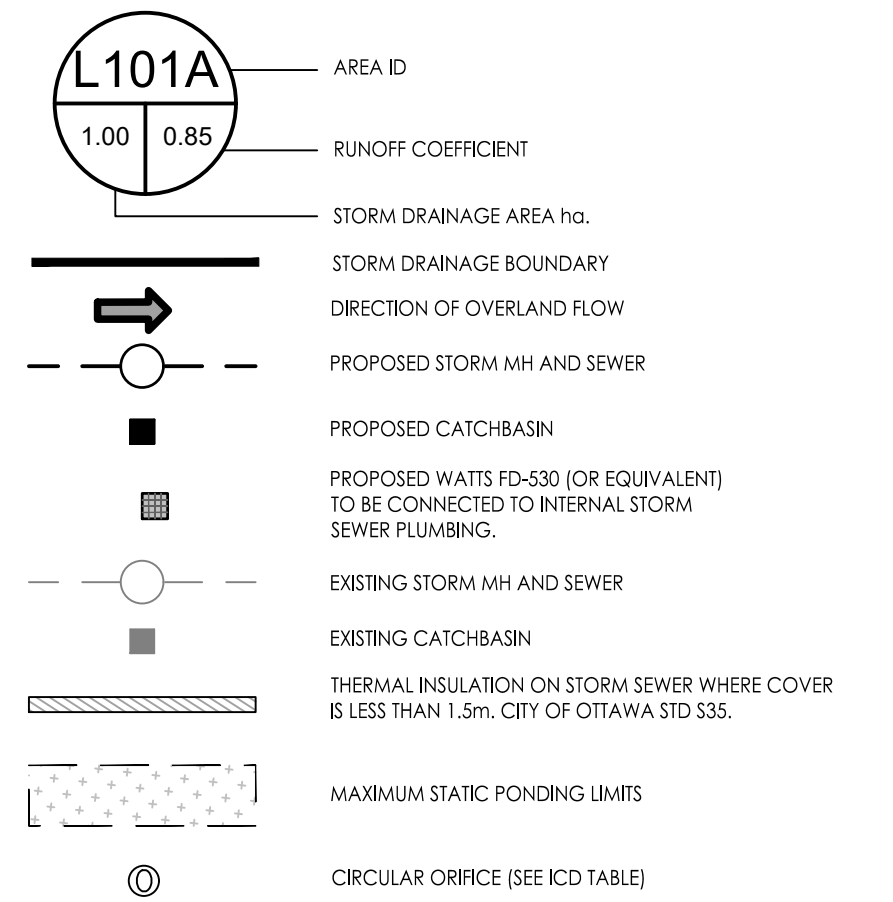 L101A
AREA ID
1.00
0.85
RUNOFF COEFFICIENT
STORM DRAINAGE AREA ha.
STORM DRAINAGE BOUNDARY
DIRECTION OF OVERLAND FLOW
PROPOSED STORM MH AND SEWER
PROPOSED CATCHBASIN
PROPOSED WATTS FD-530 (OR EQUIVALENT)
TO BE CONNECTED TO INTERNAL STORM
SEWER PLUMBING.
EXISTING STORM MH AND SEWER
EXISTING CATCHBASIN
THERMAL INSULATION ON STORM SEWER WHERE COVER
IS LESS THAN 1.5m. CITY OF OTTAWA STD S35.
MAXIMUM STATIC PONDING LIMITS
CIRCULAR ORIFICE (SEE ICD TABLE)